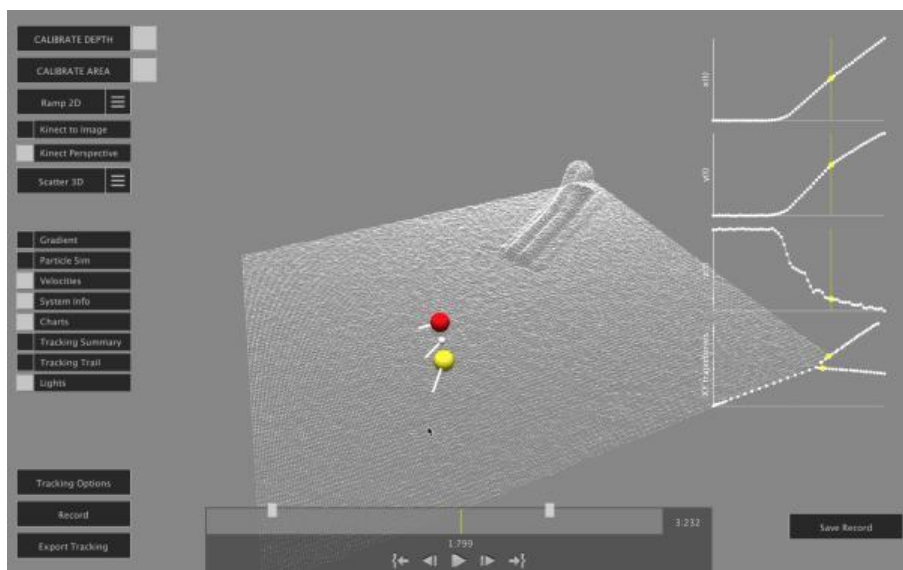 CALIBRATE DEPTH
CALIBRATE AREA
Ramp 2D
Kinect to Image
Kinect Perspective
Scatter 3D
Gradient
Particle Sim
Velocities
System Info
Charts
Tracking Summary
Tracking Trail
Lights
Tracking Options
Record
Export Tracking
x(t)
y(t)
XY trajectories
3:232
1:799
Save Record